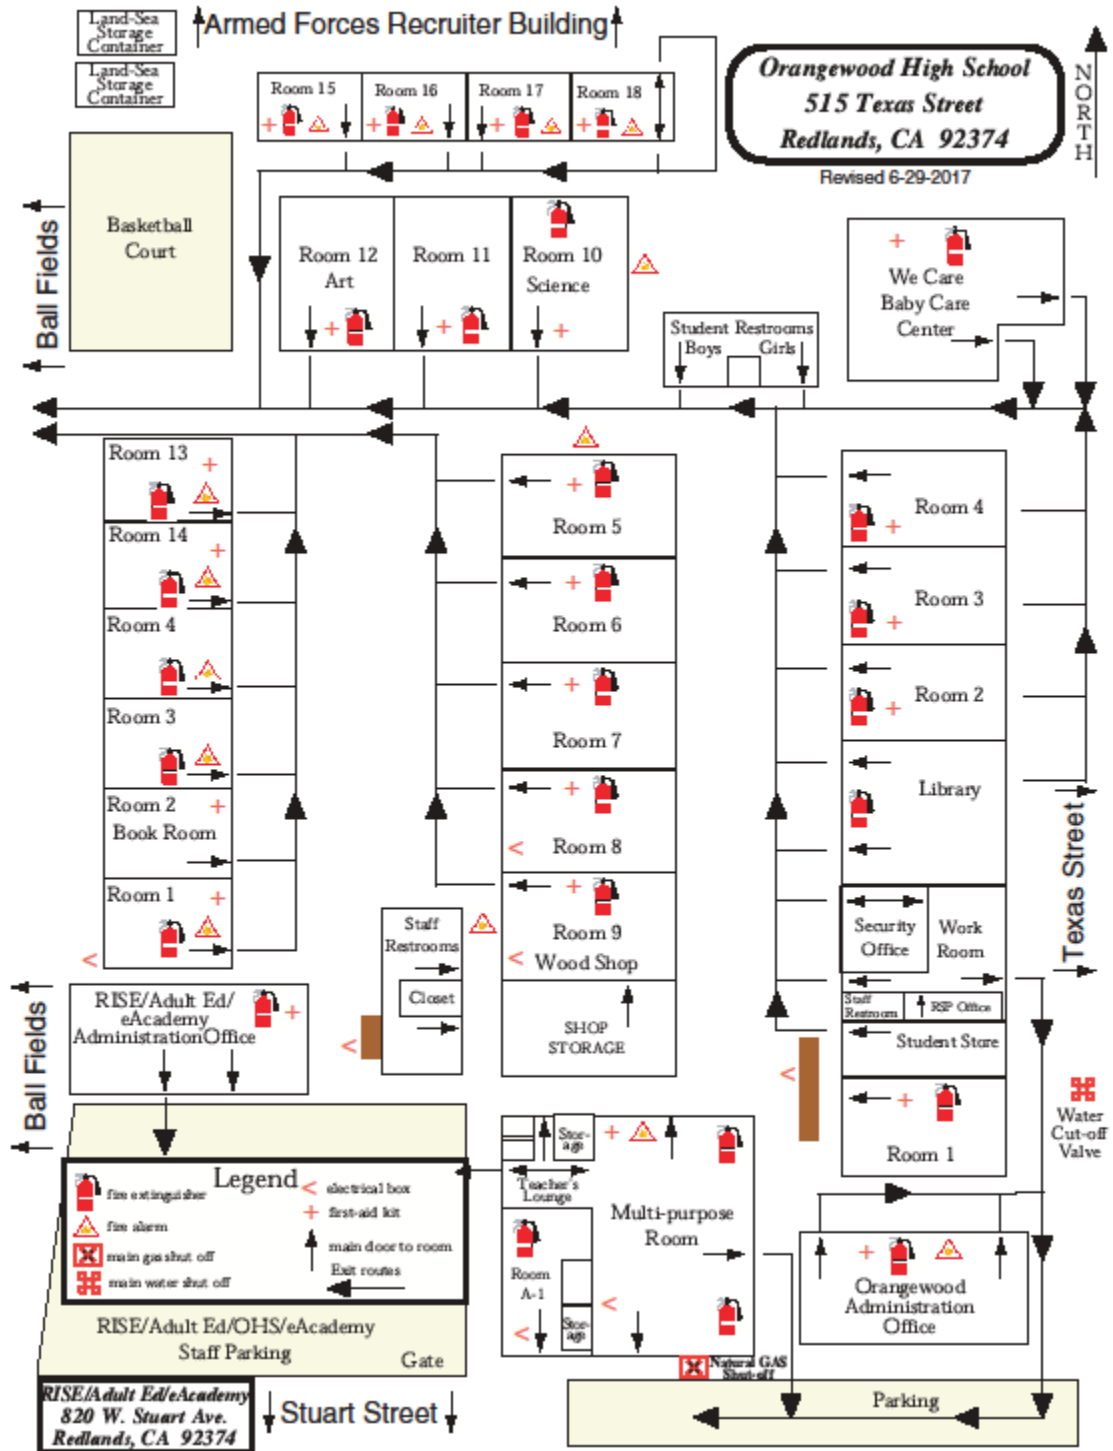 Land-Sea
Storage
Container
Land-Sea
Storage
Container
Armed Forces Recruiter Building
Orangewood High School
515 Texas Street
Redlands, CA 92374
Revised 6-29-2017
NORTH
Room 15
Room 16
Room 17
Room 18
Basketball
Court
Ball Fields
Room 12
Art
Room 11
Room 10
Science
Student Restrooms
Boys
Girls
We Care
Baby Care
Center
Room 13
Room 14
Room 4
Room 3
Room 2
Book Room
Room 1
Room 5
Room 6
Room 7
Room 8
Room 9
Wood Shop
SHOP
STORAGE
Staff
Restrooms
Closet
Room 4
Room 3
Room 2
Library
Security
Office
Work
Room
Staff
Restroom
RSP Office
Student Store
Room 1
Texas Street
Water
Cut-off
Valve
Ball Fields
RISE/Adult Ed/
eAcademy
AdministrationOffice
Legend
fire extinguisher
fire alarm
main gas shut off
main water shut off
electrical box
first-aid kit
main door to room
Exit routes
RISE/Adult Ed/OHS/eAcademy
Staff Parking
Gate
RISE/Adult Ed/eAcademy
820 W. Stuart Ave.
Redlands, CA 92374
Stuart Street
Stor-
age
Teacher's
Lounge
Multi-purpose
Room
Room
A-1
Stor-
age
Natural GAS
Shut-off
Orangewood
Administration
Office
Parking